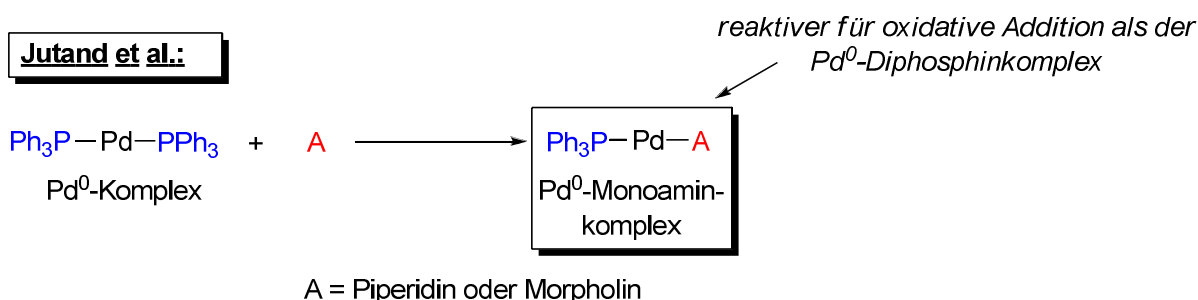 reaktiver für oxidative Addition als der
Pd⁰-Diphosphinkomplex
Jutand et al.:
Ph₃P—Pd—PPh₃ + A Ph₃P—Pd—A
Pd⁰-Komplex Pd⁰-Monoamin-
komplex
A = Piperidin oder Morpholin